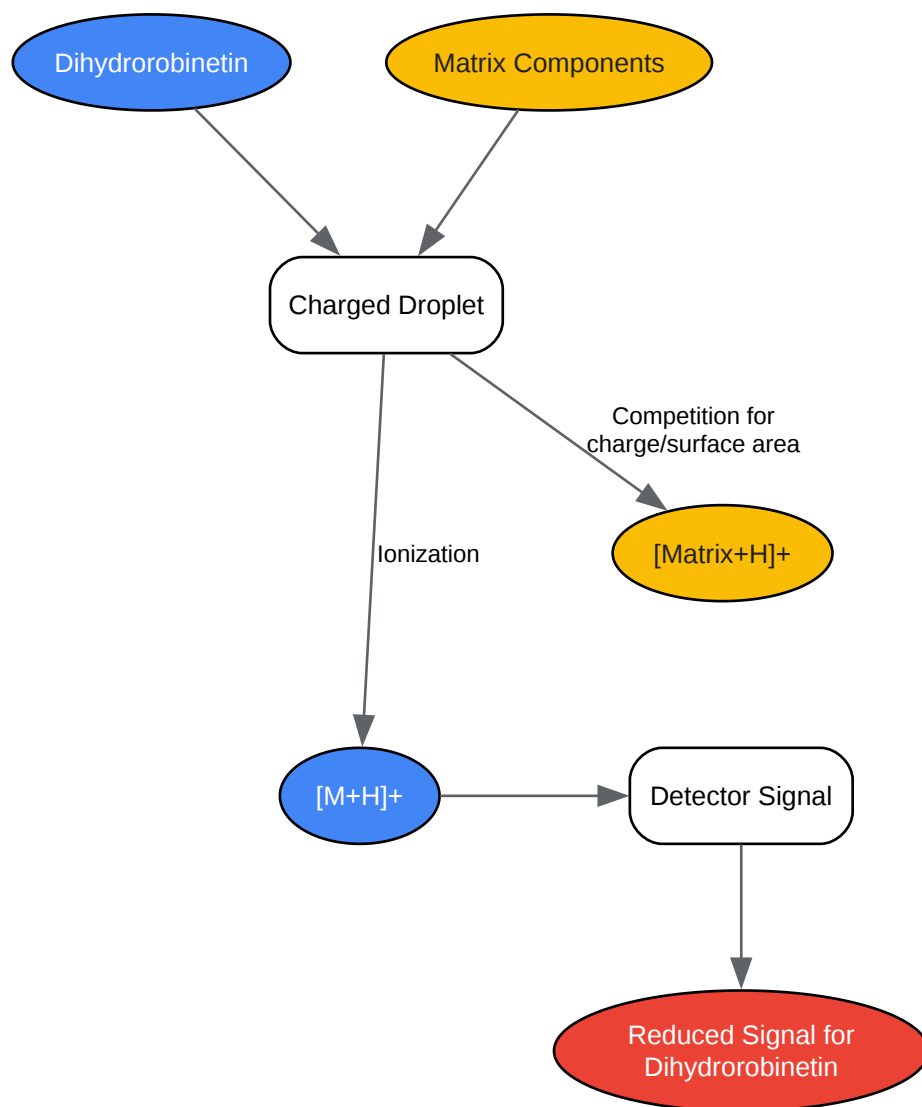 Dihydrorobinetin
Matrix Components
Charged Droplet
Competition for
charge/surface area
Ionization
[Matrix+H]+
[M+H]+
Detector Signal
Reduced Signal for
Dihydrorobinetin